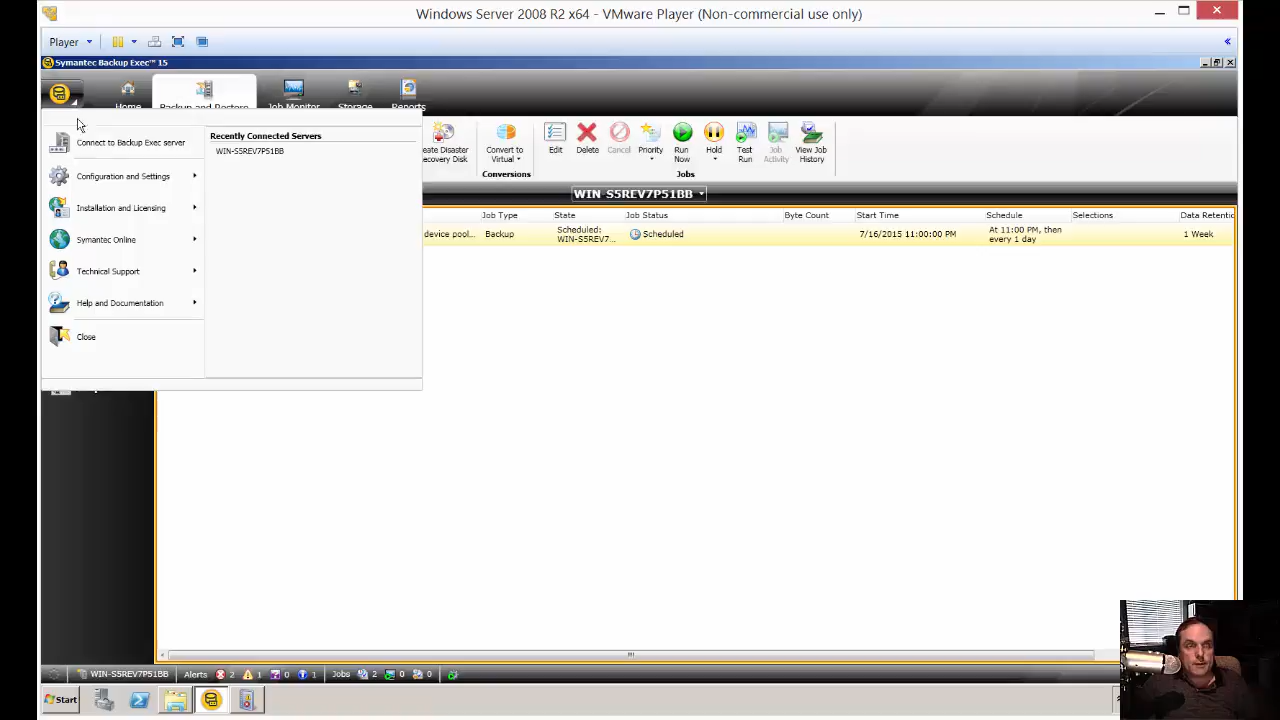 Windows Server 2008 R2 x64 - VMware Player (Non-commercial use only)
Player
Symantec Backup Exec™ 15
Home
Backup and Restore
Job Monitor
Storage
Reports
Connect to Backup Exec server
Configuration and Settings
Installation and Licensing
Symantec Online
Technical Support
Help and Documentation
Close
Recently Connected Servers
WIN-S5REV7P51BB
Disaster
ecovery Disk
Convert to
Virtual
Conversions
Edit
Delete
Cancel
Priority
Run
Now
Hold
Test
Run
Job
Activity
View Job
History
Jobs
WIN-S5REV7P51BB
Job Type State Job Status Byte Count Start Time Schedule Selections Data Retentic
device pool... Backup Scheduled: Scheduled 7/16/2015 11:00:00 PM At 11:00 PM, then 1 Week
WIN-S5REV7... every 1 day
WIN-S5REV7P51BB Alerts 2 1 0 1 Jobs 2 0 0
Start